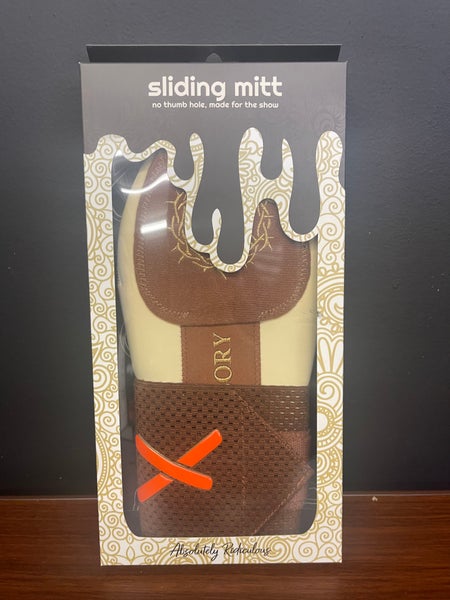 sliding mitt
no thumb hole, made for the show
ORY
Absolutely Ridiculous